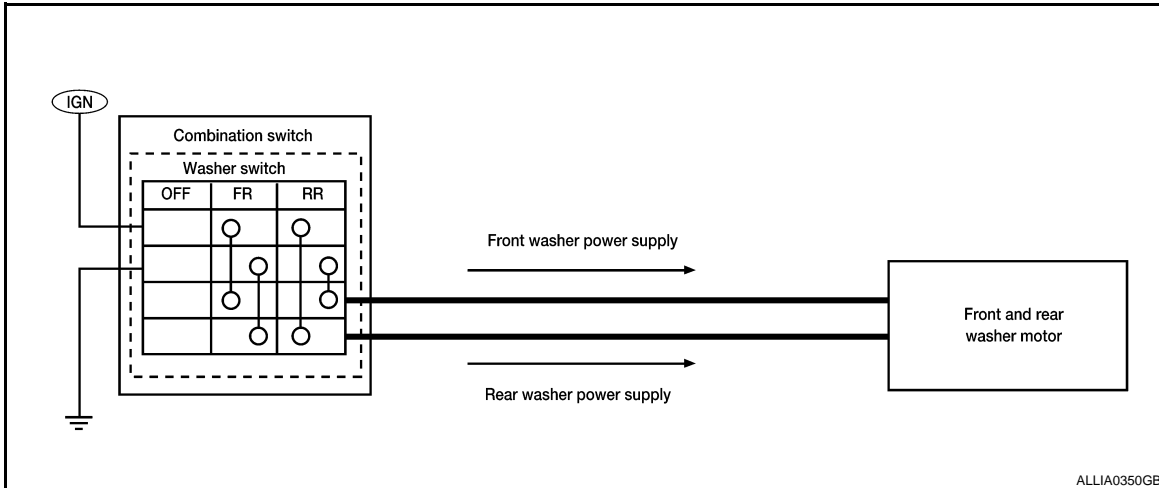 IGN
Combination switch
Washer switch
OFF FR RR
Front washer power supply
Rear washer power supply
Front and rear
washer motor
ALLIA0350GB